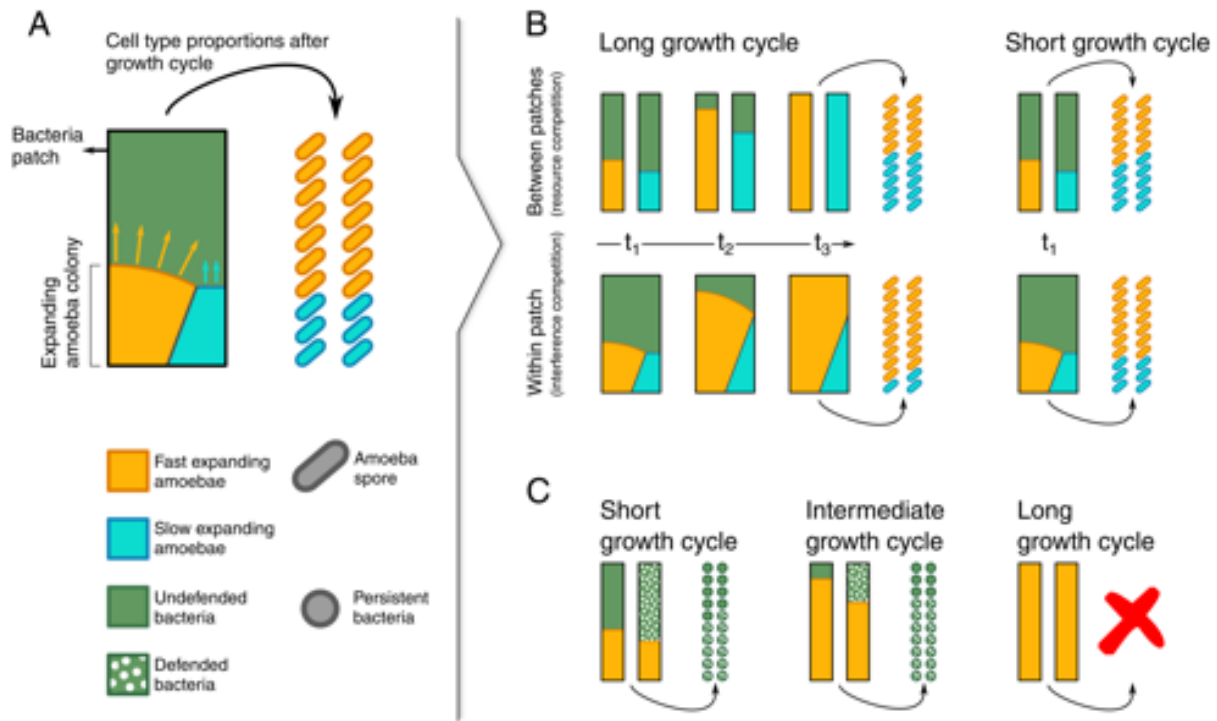 A
Cell type proportions after
growth cycle
Bacteria
patch
Expanding
amoeba colony
Fast expanding
amoebae
Slow expanding
amoebae
Undefended
bacteria
Defended
bacteria
Amoeba
spore
Persistent
bacteria
B
Long growth cycle
Short growth cycle
Between patches
(resource competition)
t1
t2
t3
t1
Within patch
(interference competition)
C
Short
growth cycle
Intermediate
growth cycle
Long
growth cycle